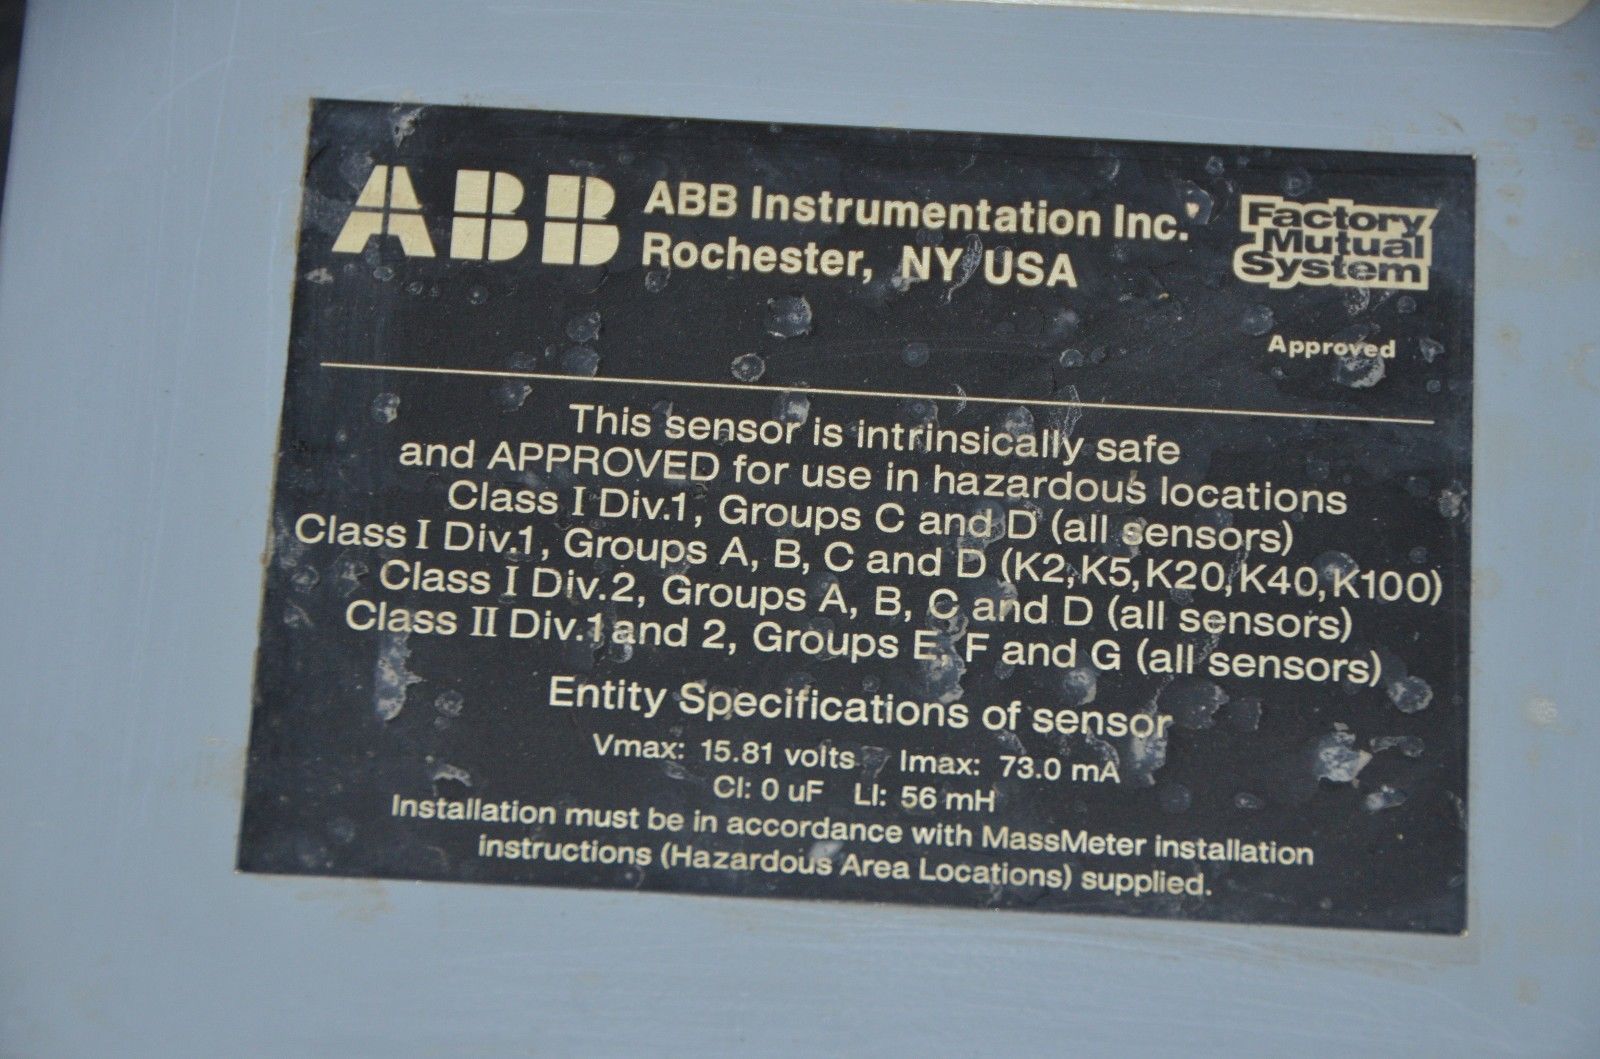 ABB
ABB Instrumentation Inc.
Rochester, NY USA
Factory
Mutual
System
Approved
This sensor is intrinsically safe
and APPROVED for use in hazardous locations
Class I Div.1, Groups C and D (all sensors)
Class I Div.1, Groups A, B, C and D (K2,K5,K20,K40,K100)
Class I Div.2, Groups A, B, C and D (all sensors)
Class II Div.1 and 2, Groups E, F and G (all sensors)
Entity Specifications of sensor
Vmax: 15.81 volts Imax: 73.0 mA
CI: 0 uF LI: 56 mH
Installation must be in accordance with MassMeter installation
instructions (Hazardous Area Locations) supplied.